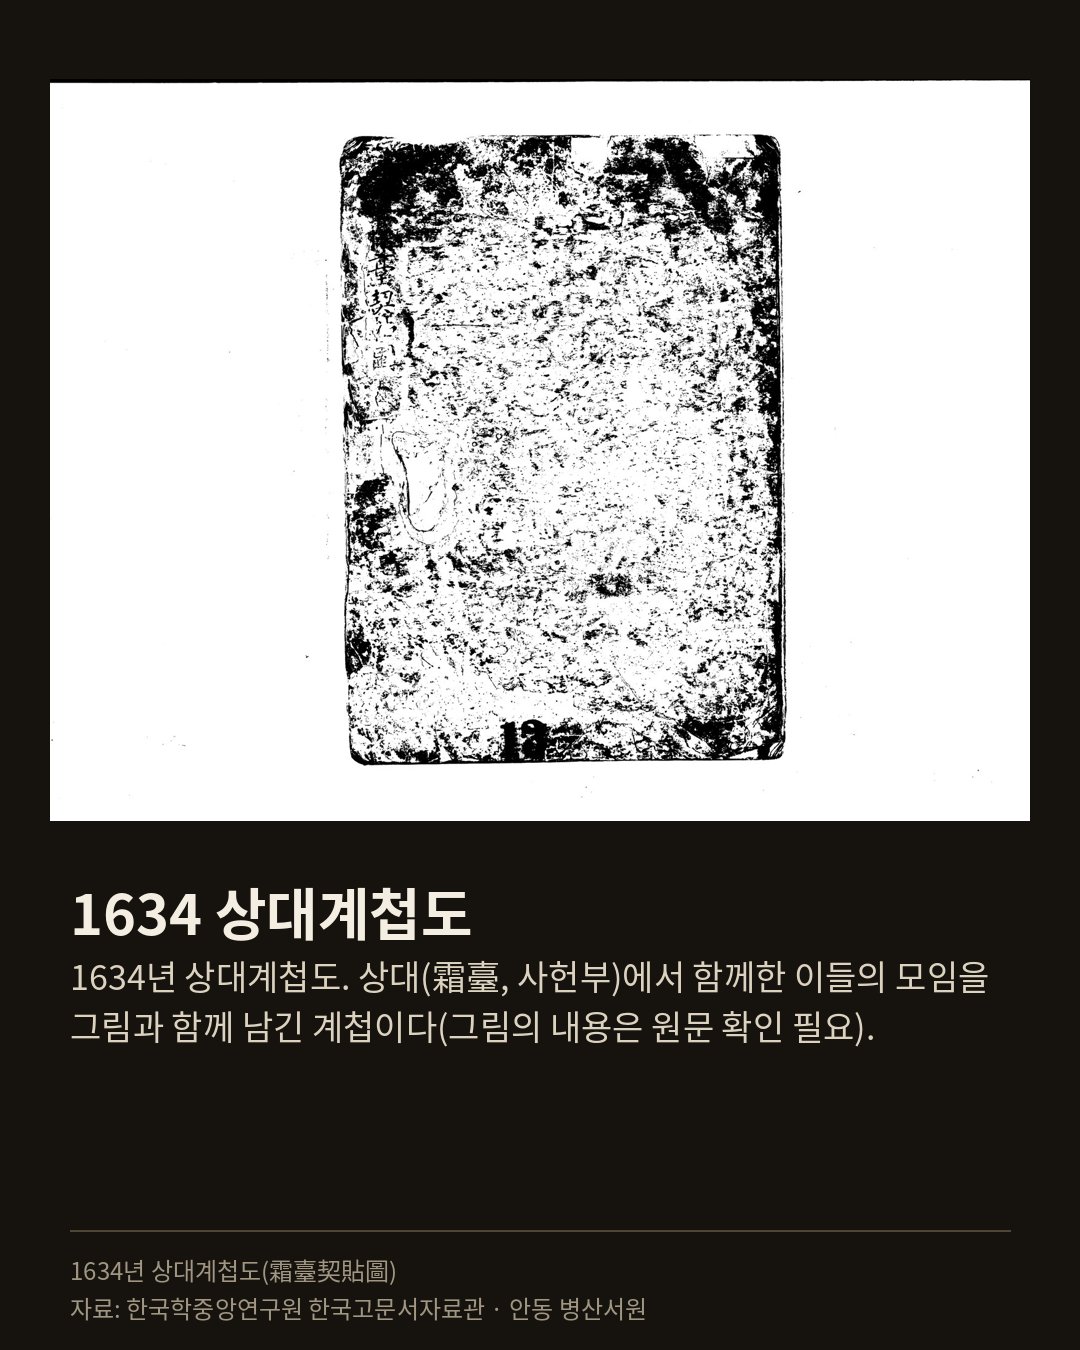 臺契帖圖
13
1634 상대계첩도
1634년 상대계첩도. 상대(霜臺, 사헌부)에서 함께한 이들의 모임을
그림과 함께 남긴 계첩이다(그림의 내용은 원문 확인 필요).
1634년 상대계첩도(霜臺契貼圖)
자료: 한국학중앙연구원 한국고문서자료관 · 안동 병산서원